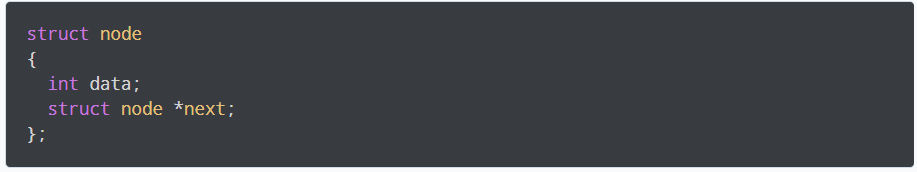 struct node
{
  int data;
  struct node *next;
};